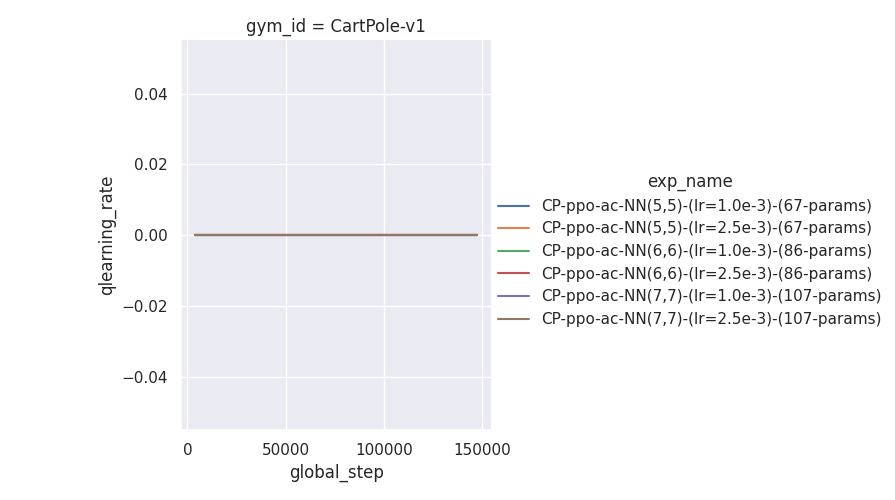 gym_id = CartPole-v1
0.04
0.02
0.00
−0.02
−0.04
qlearning_rate
0
50000
100000
150000
global_step
exp_name
CP-ppo-ac-NN(5,5)-(lr=1.0e-3)-(67-params)
CP-ppo-ac-NN(5,5)-(lr=2.5e-3)-(67-params)
CP-ppo-ac-NN(6,6)-(lr=1.0e-3)-(86-params)
CP-ppo-ac-NN(6,6)-(lr=2.5e-3)-(86-params)
CP-ppo-ac-NN(7,7)-(lr=1.0e-3)-(107-params)
CP-ppo-ac-NN(7,7)-(lr=2.5e-3)-(107-params)